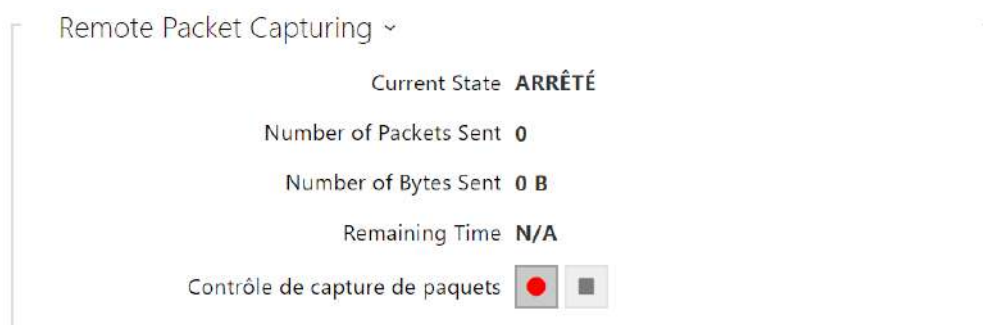 Remote Packet Capturing
Current State ARRÊTÉ
Number of Packets Sent 0
Number of Bytes Sent 0 B
Remaining Time N/A
Contrôle de capture de paquets